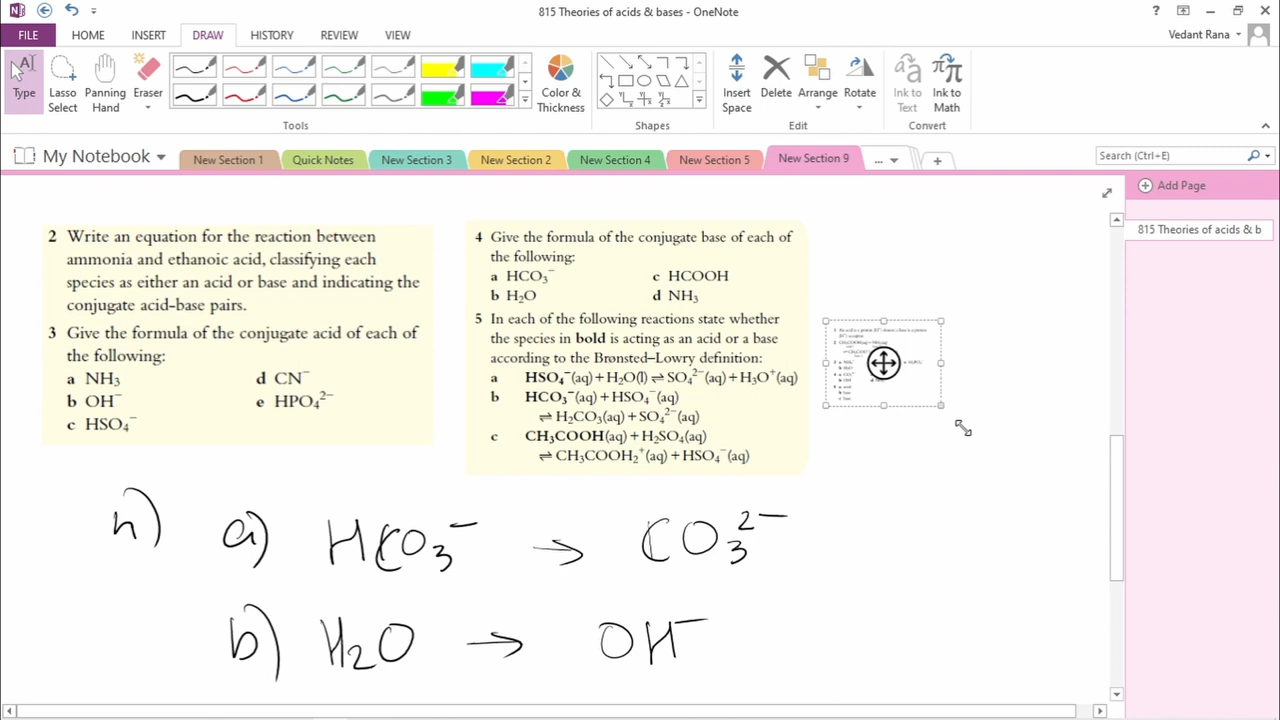 815 Theories of acids & bases - OneNote
FILE HOME INSERT DRAW HISTORY REVIEW VIEW Vedant Rana
Type
Lasso Select
Panning Hand
Eraser
Color & Thickness
Insert Space
Delete
Arrange
Rotate
Ink to Text
Ink to Math
Tools Shapes Edit Convert
My Notebook New Section 1 Quick Notes New Section 3 New Section 2 New Section 4 New Section 5 New Section 9 ... Search (Ctrl+E)
Add Page
815 Theories of acids & b
2 Write an equation for the reaction between
ammonia and ethanoic acid, classifying each
species as either an acid or base and indicating the
conjugate acid-base pairs.
3 Give the formula of the conjugate acid of each of
the following:
a NH₃ d CN⁻
b OH⁻ e HPO₄²⁻
c HSO₄⁻
4 Give the formula of the conjugate base of each of
the following:
a HCO₃⁻ c HCOOH
b H₂O d NH₃
5 In each of the following reactions state whether
the species in bold is acting as an acid or a base
according to the Brønsted–Lowry definition:
a HSO₄⁻(aq) + H₂O(l) ⇌ SO₄²⁻(aq) + H₃O⁺(aq)
b HCO₃⁻(aq) + HSO₄⁻(aq)
⇌ H₂CO₃(aq) + SO₄²⁻(aq)
c CH₃COOH(aq) + H₂SO₄(aq)
⇌ CH₃COOH₂⁺(aq) + HSO₄⁻(aq)
a) HCO₃⁻ → CO₃²⁻
b) H₂O → OH⁻